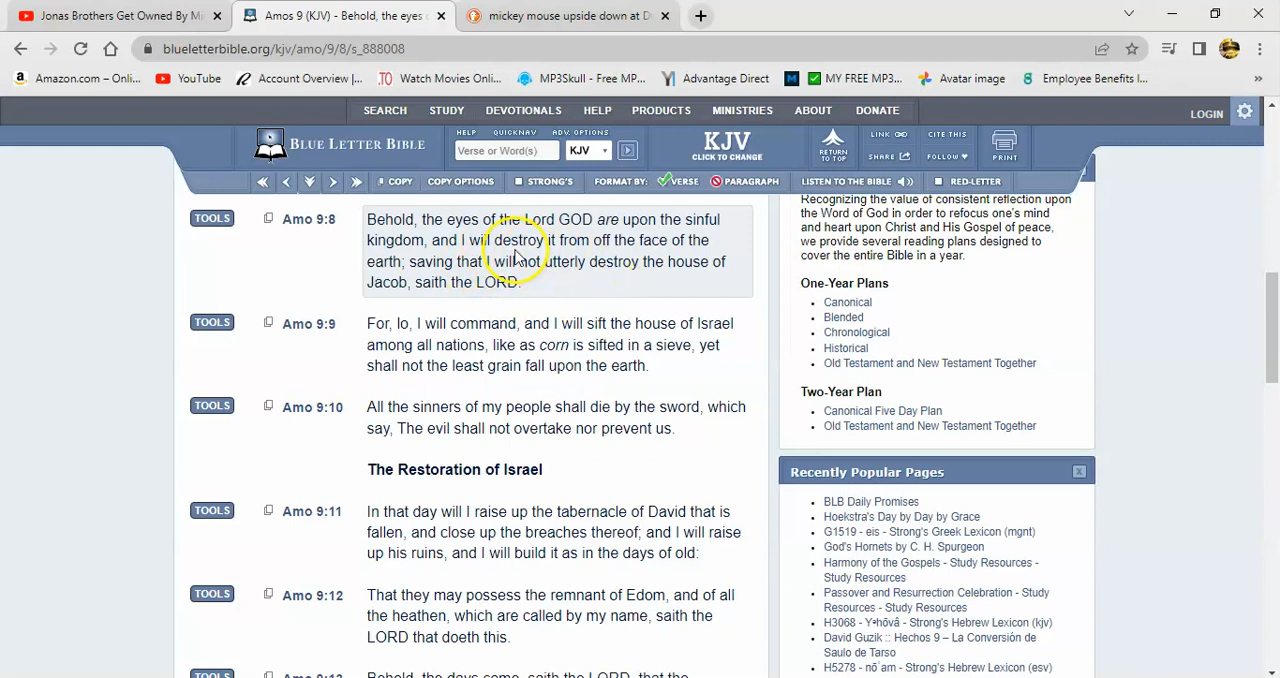 Jonas Brothers Get Owned By Mi
Amos 9 (KJV) - Behold, the eyes o
mickey mouse upside down at D
blueletterbible.org/kjv/amo/9/8/s_888008
Amazon.com – Onli...
YouTube
Account Overview |...
Watch Movies Onlin...
MP3Skull - Free MP...
Advantage Direct
MY FREE MP3...
Avatar image
Employee Benefits I...
»
SEARCH STUDY DEVOTIONALS HELP PRODUCTS MINISTRIES ABOUT DONATE
LOGIN
BLUE LETTER BIBLE
HELP QUICKNAV ADV. OPTIONS
Verse or Word(s)
KJV
KJV
CLICK TO CHANGE
RETURN
TO TOP
LINK
CITE THIS
SHARE
FOLLOW
PRINT
COPY COPY OPTIONS STRONG'S FORMAT BY: VERSE PARAGRAPH LISTEN TO THE BIBLE RED-LETTER
TOOLS
Amo 9:8
Behold, the eyes of the Lord GOD are upon the sinful
kingdom, and I will destroy it from off the face of the
earth; saving that I will not utterly destroy the house of
Jacob, saith the LORD.
TOOLS
Amo 9:9
For, lo, I will command, and I will sift the house of Israel
among all nations, like as corn is sifted in a sieve, yet
shall not the least grain fall upon the earth.
TOOLS
Amo 9:10
All the sinners of my people shall die by the sword, which
say, The evil shall not overtake nor prevent us.
The Restoration of Israel
TOOLS
Amo 9:11
In that day will I raise up the tabernacle of David that is
fallen, and close up the breaches thereof; and I will raise
up his ruins, and I will build it as in the days of old:
TOOLS
Amo 9:12
That they may possess the remnant of Edom, and of all
the heathen, which are called by my name, saith the
LORD that doeth this.
TOOLS
Amo 9:13
Behold, the days come, saith the LORD, that the
Recognizing the value of consistent reflection upon
the Word of God in order to refocus one's mind
and heart upon Christ and His Gospel of peace,
we provide several reading plans designed to
cover the entire Bible in a year.
One-Year Plans
Canonical
Blended
Chronological
Historical
Old Testament and New Testament Together
Two-Year Plan
Canonical Five Day Plan
Old Testament and New Testament Together
Recently Popular Pages
BLB Daily Promises
Hoekstra's Day by Day by Grace
G1519 - eis - Strong's Greek Lexicon (mgnt)
God's Hornets by C. H. Spurgeon
Harmony of the Gospels - Study Resources -
Study Resources
Passover and Resurrection Celebration - Study
Resources - Study Resources
H3068 - Yᵊhōvâ - Strong's Hebrew Lexicon (kjv)
David Guzik :: Hechos 9 – La Conversión de
Saulo de Tarso
H5278 - nōʿam - Strong's Hebrew Lexicon (esv)